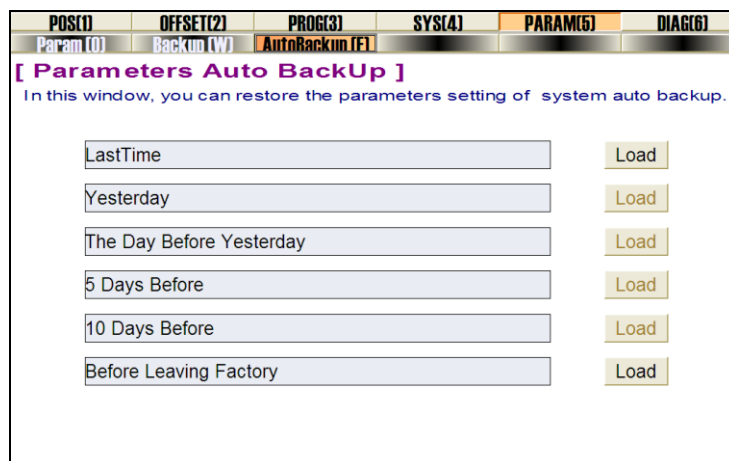 POS(1) OFFSET(2) PROG(3) SYS(4) PARAM(5) DIAG(6)
Param (O) Backup (W) AutoBackup (E)
[ Parameters Auto BackUp ]
In this window, you can restore the parameters setting of system auto backup.
LastTime Load
Yesterday Load
The Day Before Yesterday Load
5 Days Before Load
10 Days Before Load
Before Leaving Factory Load